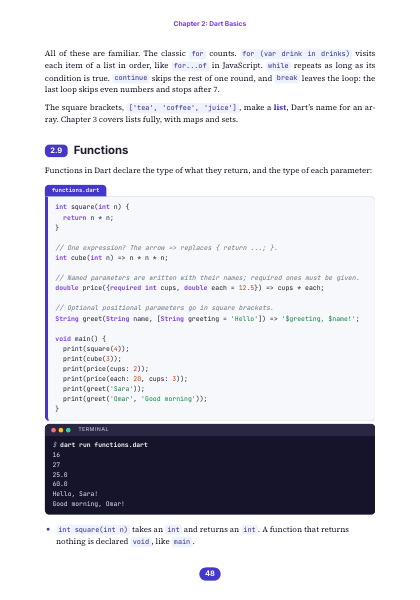 Chapter 2: Dart Basics
All of these are familiar. The classic for counts. for (var drink in drinks) visits
each item of a list in order, like for...of in JavaScript. while repeats as long as its
condition is true. continue skips the rest of one round, and break leaves the loop: the
last loop skips even numbers and stops after 7.
The square brackets, ['tea', 'coffee', 'juice'], make a list, Dart's name for an ar-
ray. Chapter 3 covers lists fully, with maps and sets.
2.9 Functions
Functions in Dart declare the type of what they return, and the type of each parameter:
functions.dart
int square(int n) {
  return n * n;
}
// One expression? The arrow => replaces { return ...; }.
int cube(int n) => n * n * n;
// Named parameters are written with their names; required ones must be given.
double price({required int cups, double each = 12.5}) => cups * each;
// Optional positional parameters go in square brackets.
String greet(String name, [String greeting = 'Hello']) => '$greeting, $name!';
void main() {
  print(square(4));
  print(cube(3));
  print(price(cups: 2));
  print(price(each: 20, cups: 3));
  print(greet('Sara'));
  print(greet('Omar', 'Good morning'));
}
TERMINAL
$ dart run functions.dart
16
27
25.0
60.0
Hello, Sara!
Good morning, Omar!
• int square(int n) takes an int and returns an int. A function that returns
nothing is declared void, like main.
48